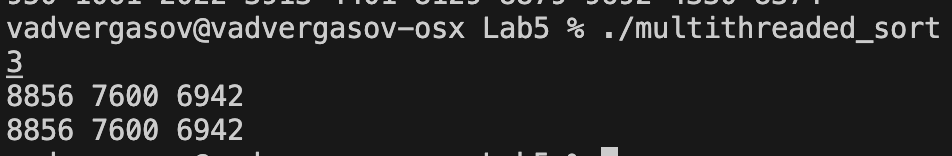 vadvergasov@vadvergasov-osx Lab5 % ./multithreaded_sort
3
8856 7600 6942
8856 7600 6942